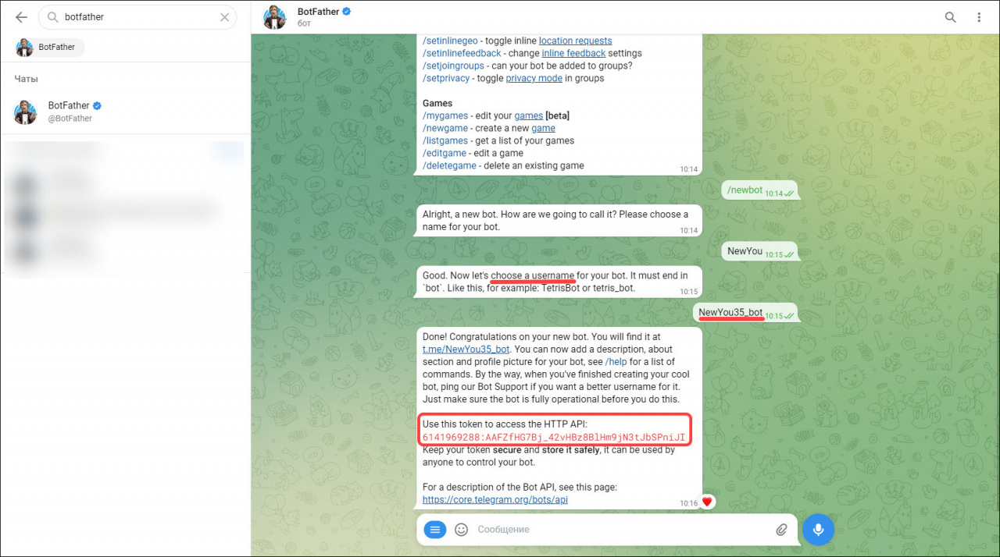 botfather
BotFather
Чаты
BotFather
@BotFather
BotFather
бот
/setinlinegeo - toggle inline location requests
/setinlinefeedback - change inline feedback settings
/setjoingroups - can your bot be added to groups?
/setprivacy - toggle privacy mode in groups
Games
/mygames - edit your games [beta]
/newgame - create a new game
/listgames - get a list of your games
/editgame - edit a game
/deletegame - delete an existing game
10:14
/newbot 10:14
Alright, a new bot. How are we going to call it? Please choose a
name for your bot.
10:14
NewYou 10:15
Good. Now let's choose a username for your bot. It must end in
`bot`. Like this, for example: TetrisBot or tetris_bot.
10:15
NewYou35_bot 10:15
Done! Congratulations on your new bot. You will find it at
t.me/NewYou35_bot. You can now add a description, about
section and profile picture for your bot, see /help for a list of
commands. By the way, when you've finished creating your cool
bot, ping our Bot Support if you want a better username for it.
Just make sure the bot is fully operational before you do this.
Use this token to access the HTTP API:
6141969288:AAFZfHG7Bj_42vHBz8BlHm9jN3tJbSPniJI
Keep your token secure and store it safely, it can be used by
anyone to control your bot.
For a description of the Bot API, see this page:
https://core.telegram.org/bots/api
10:16
Сообщение